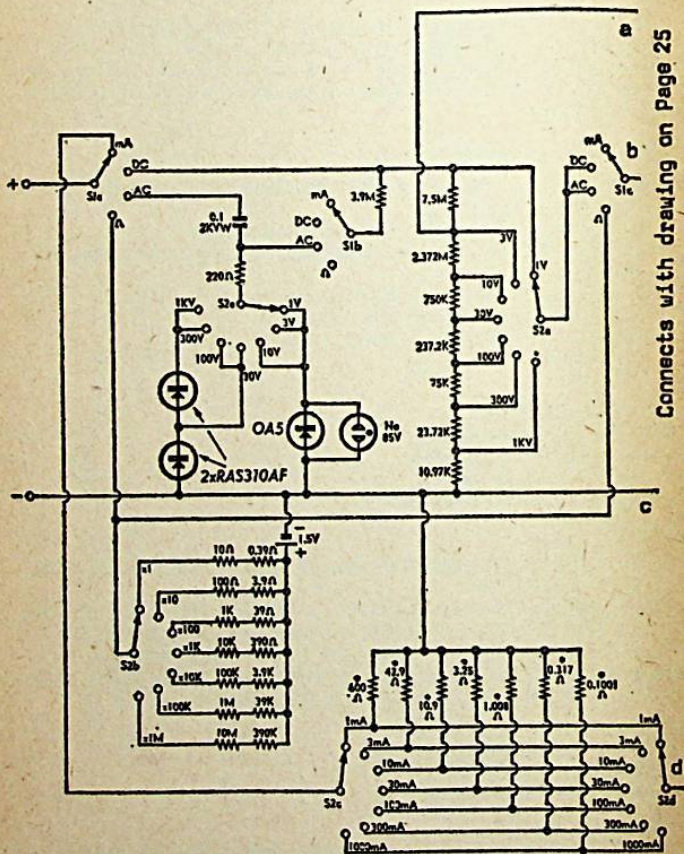 a
Connects with drawing on Page 25
mA
mA
b
+
DC
DC
S1a
AC
AC
S1c
Ω
Ω
mA
3.9M
7.5M
0.1
2KVW
DC
AC
S1b
Ω
3V
220Ω
2.372M
1V
10V
S2e
1V
1KV
750K
30V
S2a
3V
300V
10V
237.2K
100V
100V
30V
75K
300V
OA5
Ne
85V
23.72K
1KV
2xRAS310AF
10.97K
-
c
-
1.5V
+
x1
10Ω
0.39Ω
x10
100Ω
3.9Ω
x100
1K
39Ω
x1K
10K
390Ω
S2b
x10K
100K
3.9K
x100K
1M
39K
x1M
10M
390K
600
Ω
42.9
Ω
10.9
Ω
3.25
Ω
1.008
Ω
0.317
Ω
0.1001
Ω
1mA
1mA
3mA
3mA
10mA
10mA
d
30mA
30mA
S2c
S2d
100mA
100mA
300mA
300mA
1000mA
1000mA